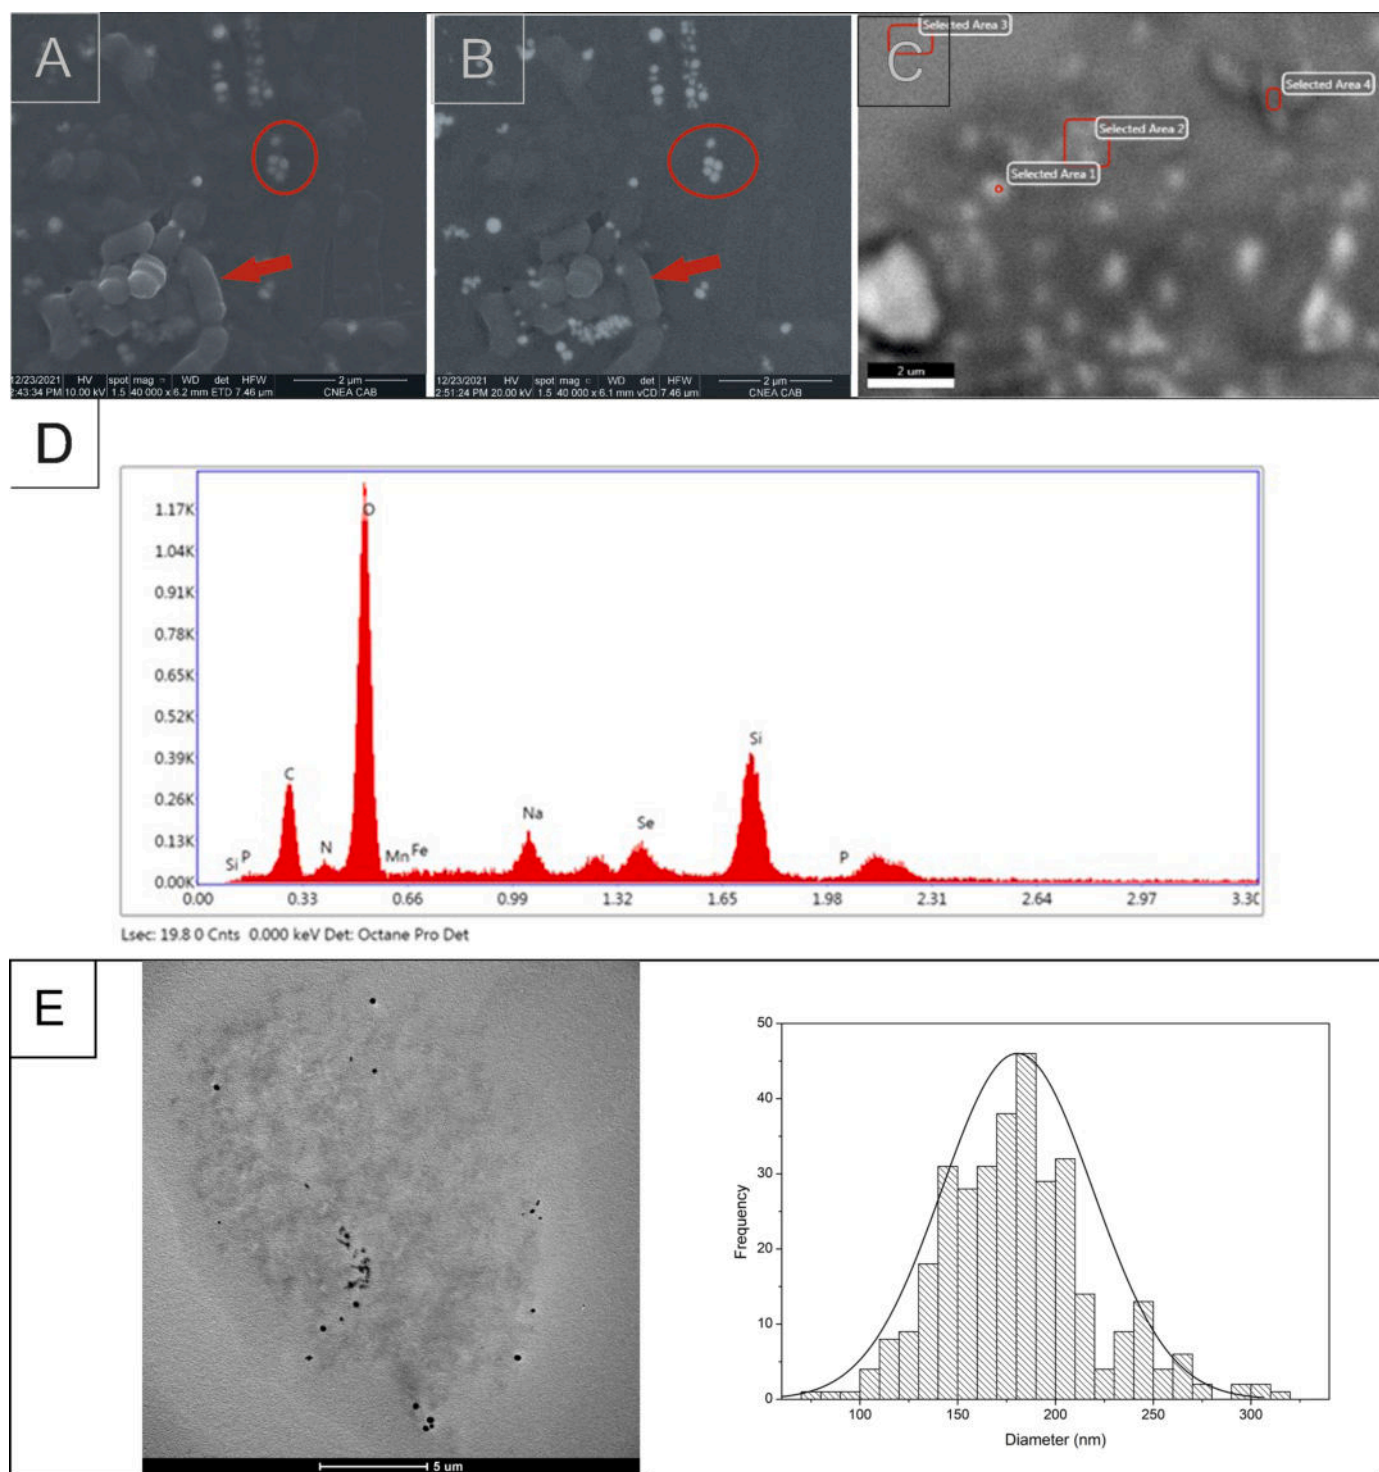 A
B
C
Selected Area 3
Selected Area 4
Selected Area 2
Selected Area 1
12/23/2021 HV spot mag WD det HFW 2 µm
2:43:34 PM 10.00 kV 1.5 40 000 x 6.2 mm ETD 7.46 µm CNEA CAB
12/23/2021 HV spot mag WD det HFW 2 µm
2:51:24 PM 20.00 kV 1.5 40 000 x 6.1 mm vCD 7.46 µm CNEA CAB
2 um
D
1.17K
1.04K
0.91K
0.78K
0.65K
0.52K
0.39K
0.26K
0.13K
0.00K
Si
P
C
N
O
Mn
Fe
Na
Se
Si
P
0.00 0.33 0.66 0.99 1.32 1.65 1.98 2.31 2.64 2.97 3.30
Lsec: 19.8 0 Cnts 0.000 keV Det: Octane Pro Det
E
5 um
50
40
30
20
10
0
Frequency
100 150 200 250 300
Diameter (nm)